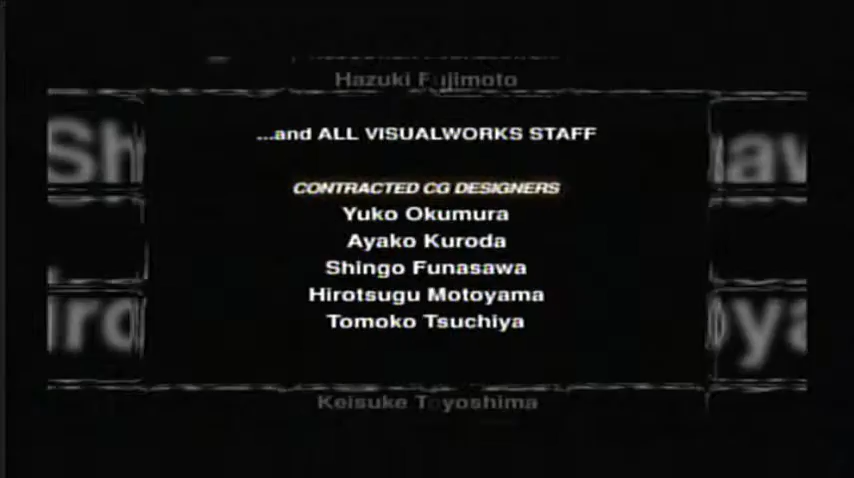 Hazuki Fujimoto
...and ALL VISUALWORKS STAFF
CONTRACTED CG DESIGNERS
Yuko Okumura
Ayako Kuroda
Shingo Funasawa
Hirotsugu Motoyama
Tomoko Tsuchiya
Keisuke Toyoshima